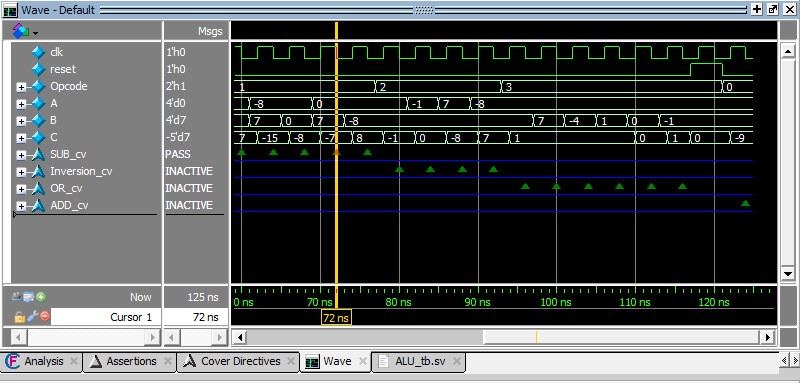 Wave - Default
Msgs
clk 1'h0
reset 1'h0
Opcode 2'h1 1 2 3 0
A 4'd0 -8 0 -1 7 -8
B 4'd7 7 0 7 -8 7 -4 1 0 -1
C -5'd7 7 -15 -8 -7 8 -1 0 -8 7 1 0 1 0 -9
SUB_cv PASS
Inversion_cv INACTIVE
OR_cv INACTIVE
ADD_cv INACTIVE
Now 125 ns 0 ns 70 ns 80 ns 90 ns 100 ns 110 ns 120 ns
Cursor 1 72 ns 72 ns
Analysis Assertions Cover Directives Wave ALU_tb.sv